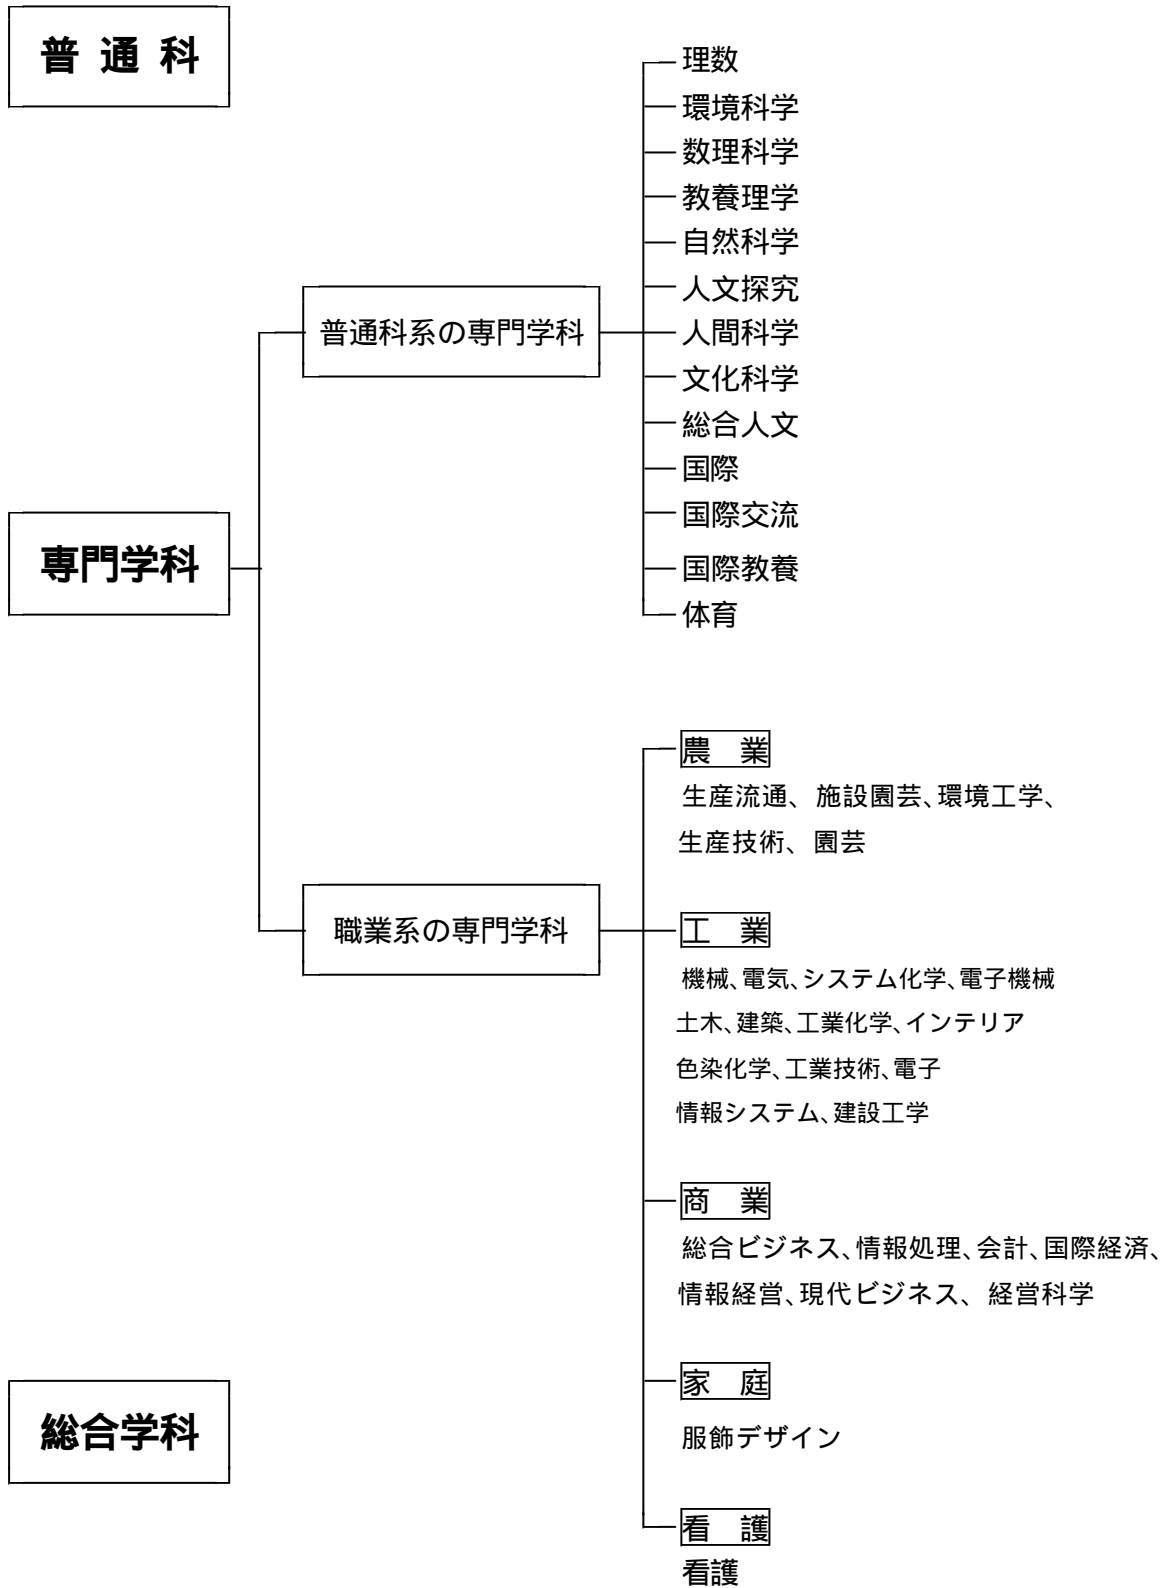 普 通 科
理数
環境科学
数理科学
教養理学
自然科学
人文探究
普通科系の専門学科
人間科学
文化科学
総合人文
国際
国際交流
専門学科
国際教養
体育
農　業
生産流通、施設園芸、環境工学、
生産技術、園芸
職業系の専門学科
工　業
機械、電気、システム化学、電子機械
土木、建築、工業化学、インテリア
色染化学、工業技術、電子
情報システム、建設工学
商　業
総合ビジネス、情報処理、会計、国際経済、
情報経営、現代ビジネス、経営科学
家　庭
総合学科
服飾デザイン
看　護
看護